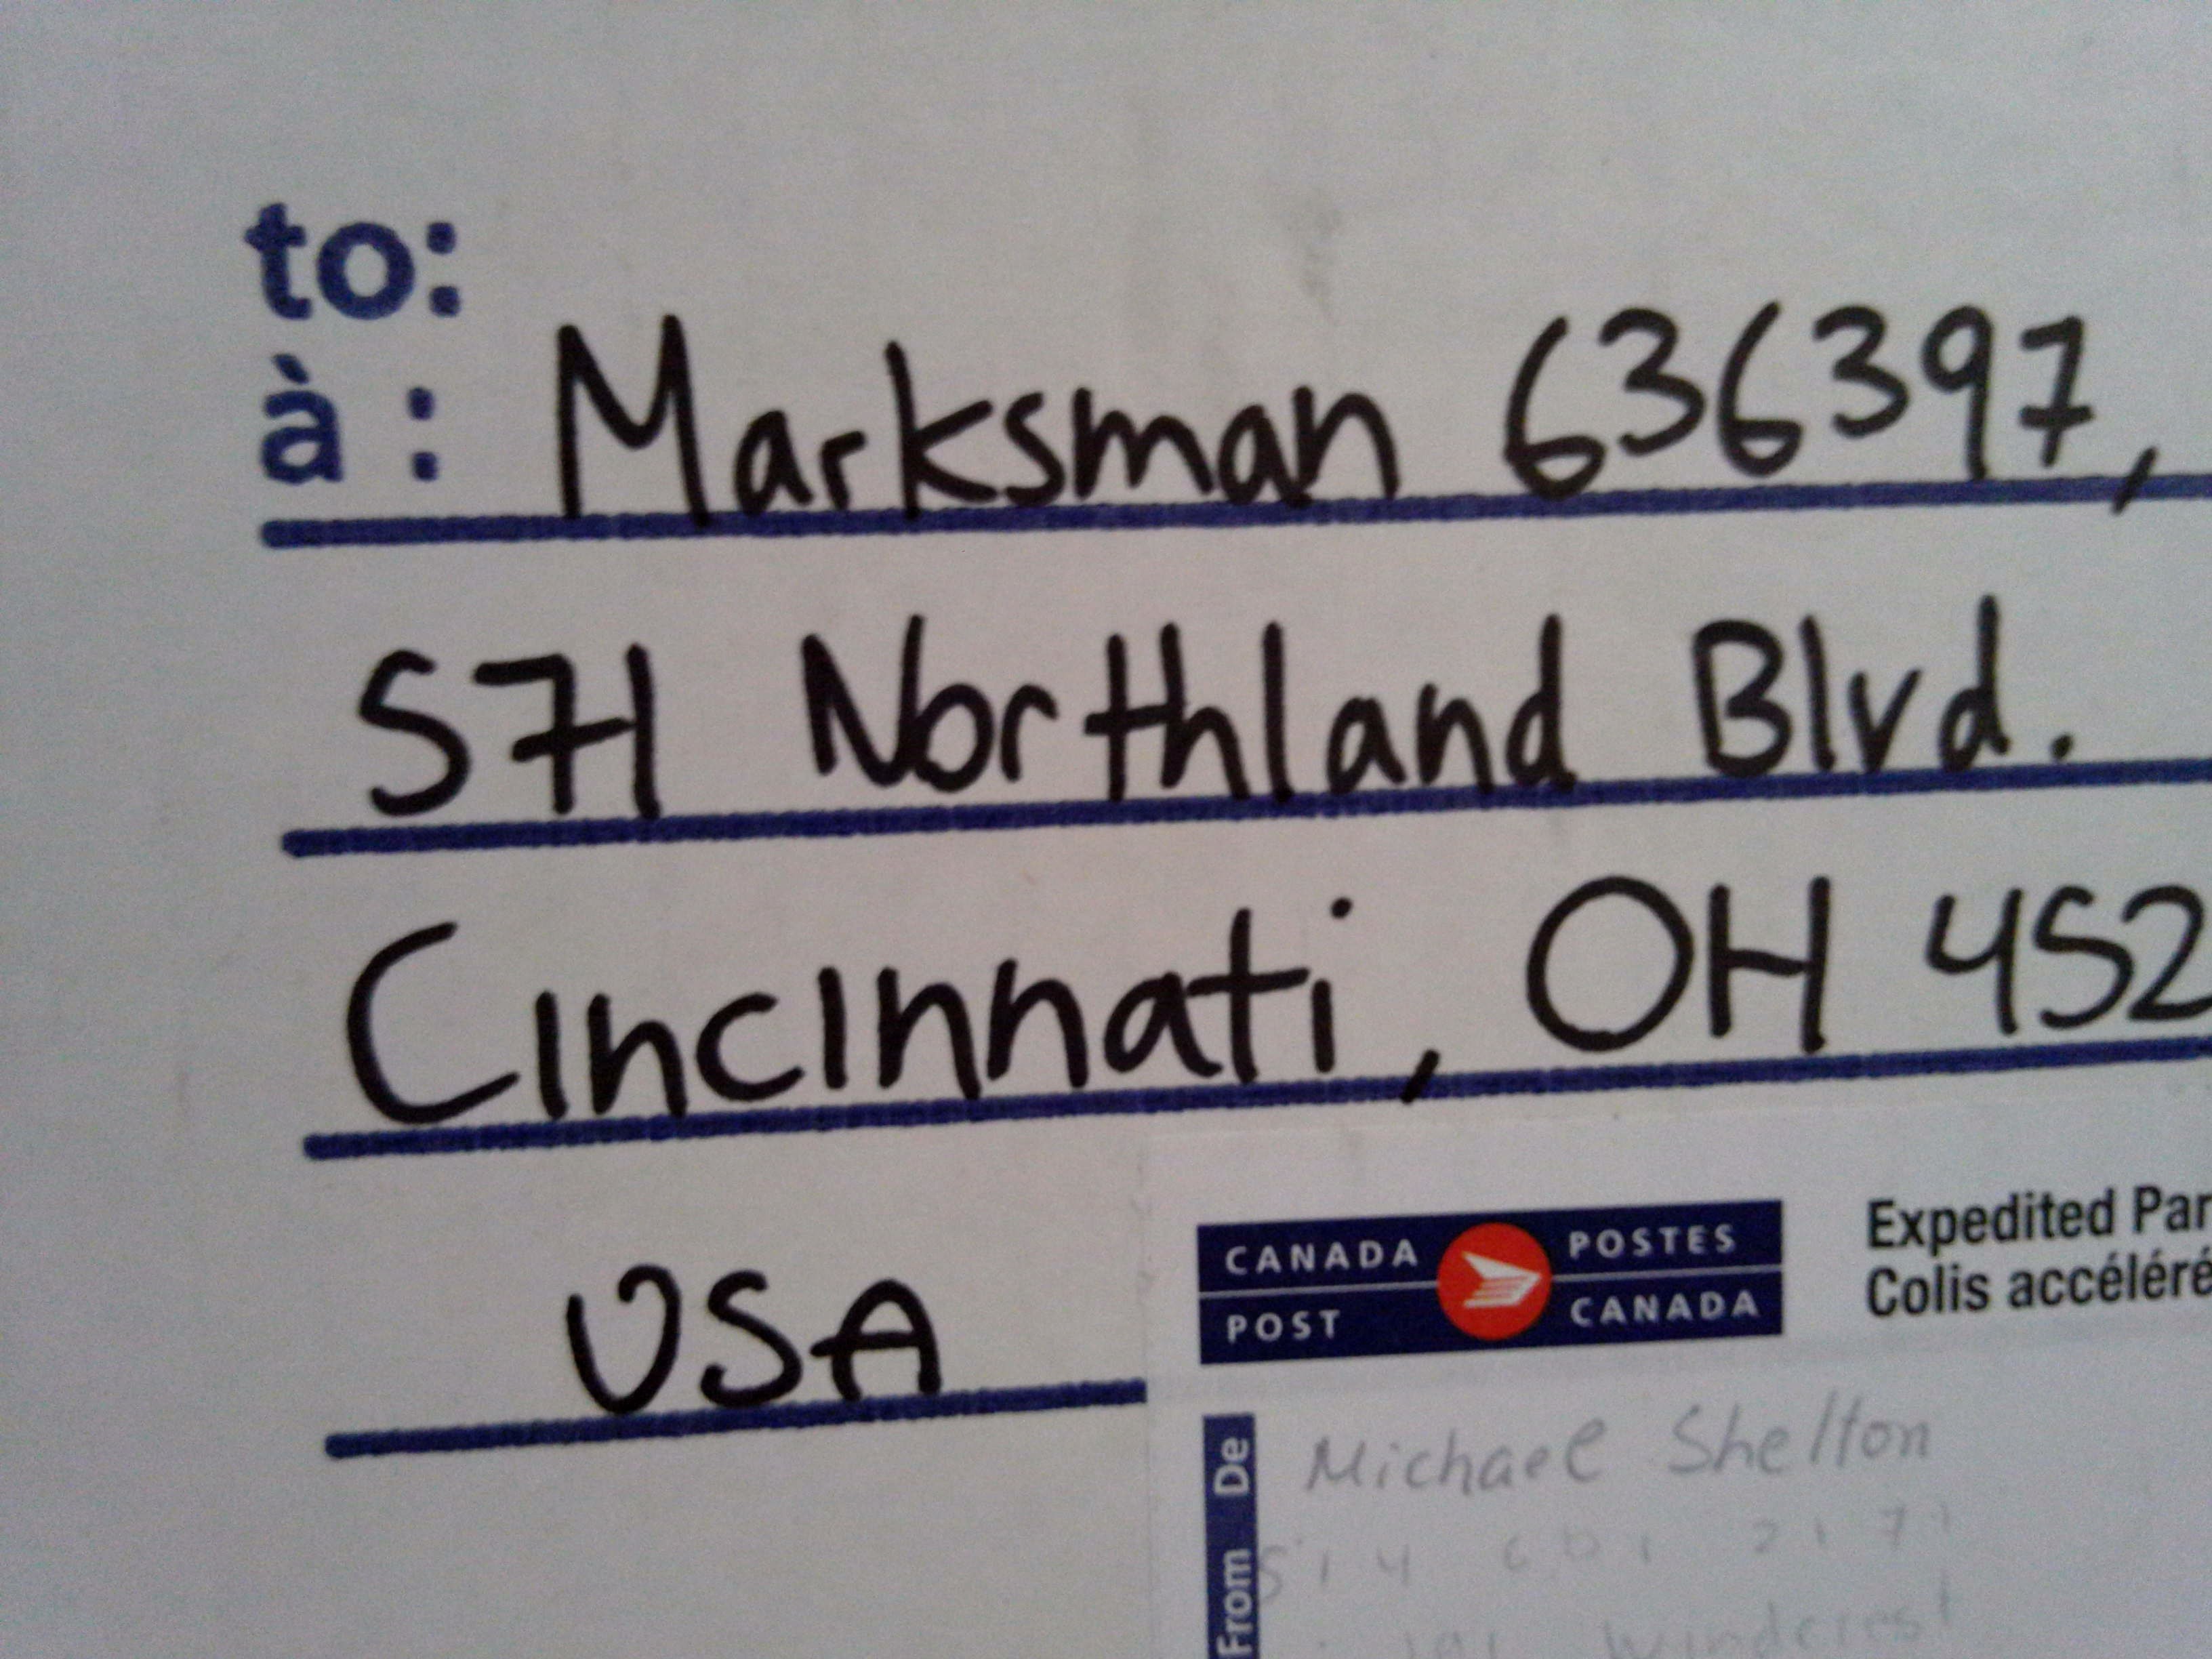 to:
à : Marksman 636397,
571 Northland Blvd.
Cincinnati, OH 452
USA
CANADA POSTES
POST CANADA
Expedited Par
Colis accéléré
From De
Michael Shelton